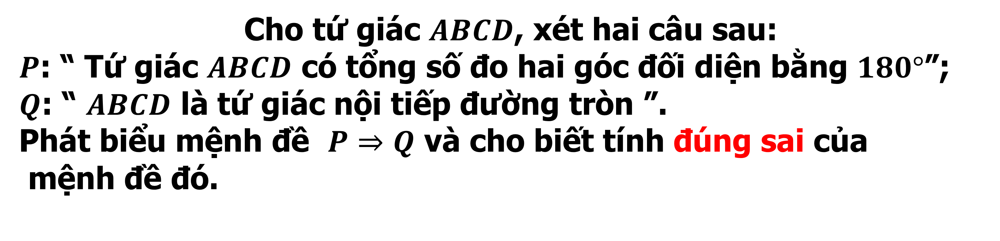 Cho tứ giác ABCD, xét hai câu sau:
P: “ Tứ giác ABCD có tổng số đo hai góc đối diện bằng 180°”;
Q: “ ABCD là tứ giác nội tiếp đường tròn ”.
Phát biểu mệnh đề P ⇒ Q và cho biết tính đúng sai của
mệnh đề đó.